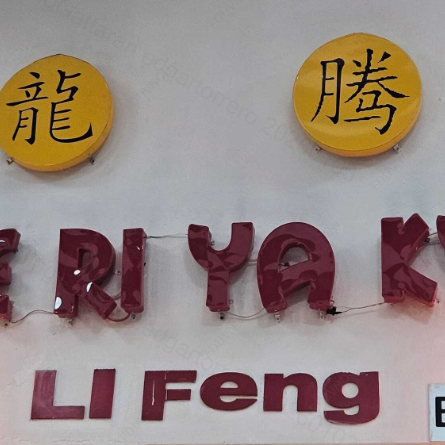 龍 騰
ERIYAK
LI Feng